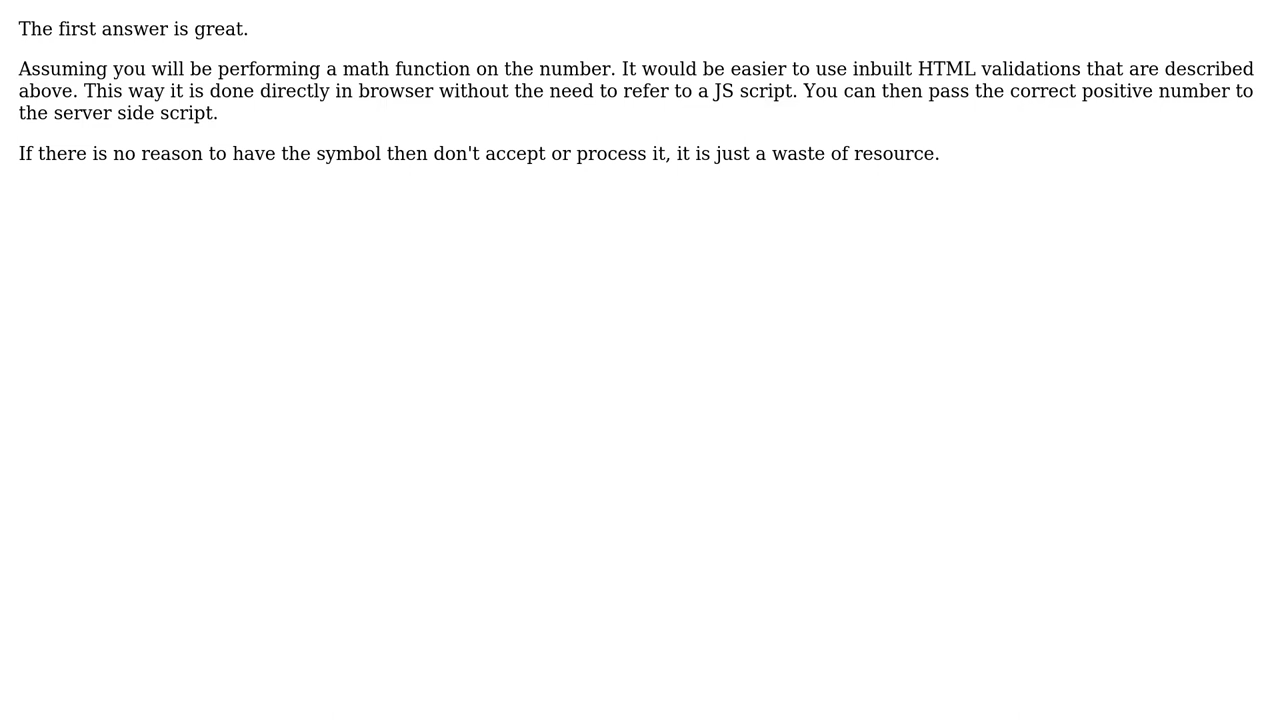 The first answer is great.
Assuming you will be performing a math function on the number. It would be easier to use inbuilt HTML validations that are described
above. This way it is done directly in browser without the need to refer to a JS script. You can then pass the correct positive number to
the server side script.
If there is no reason to have the symbol then don't accept or process it, it is just a waste of resource.